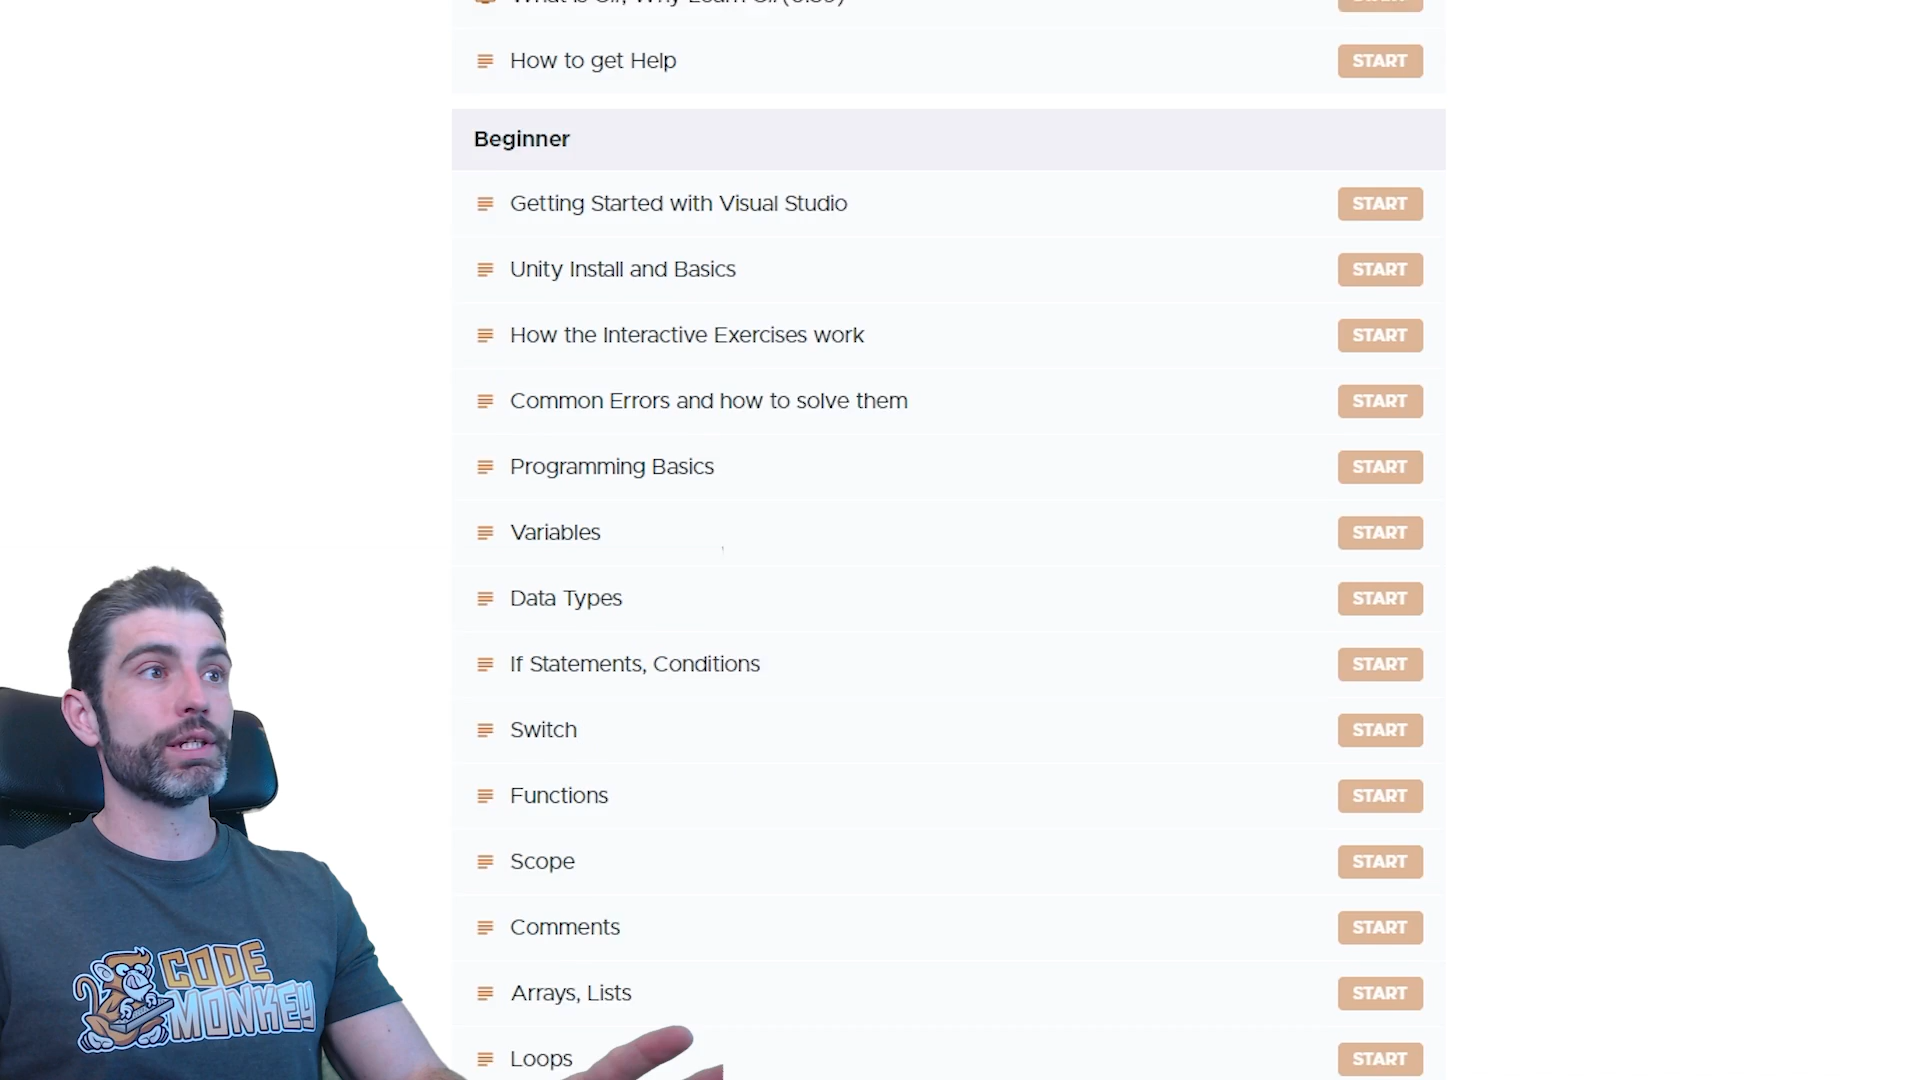 How to get Help
START
Beginner
Getting Started with Visual Studio
START
Unity Install and Basics
START
How the Interactive Exercises work
START
Common Errors and how to solve them
START
Programming Basics
START
Variables
START
Data Types
START
If Statements, Conditions
START
Switch
START
Functions
START
Scope
START
Comments
START
Arrays, Lists
START
Loops
START
CODE
MONKEY